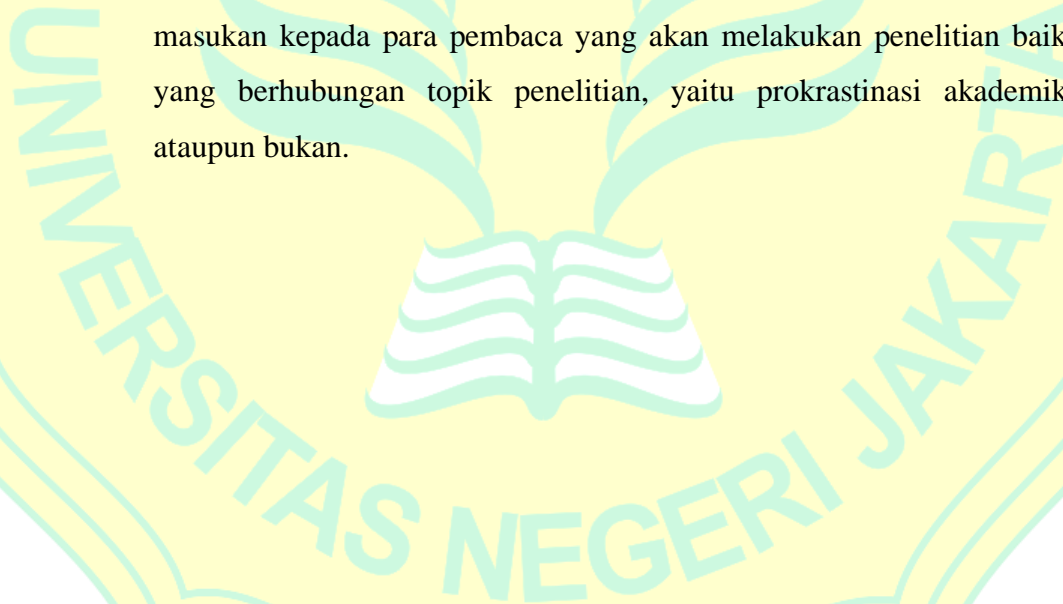 masukan kepada para pembaca yang akan melakukan penelitian baik
yang berhubungan topik penelitian, yaitu prokrastinasi akademik
ataupun bukan.
UNIVERSITAS NEGERI JAKARTA